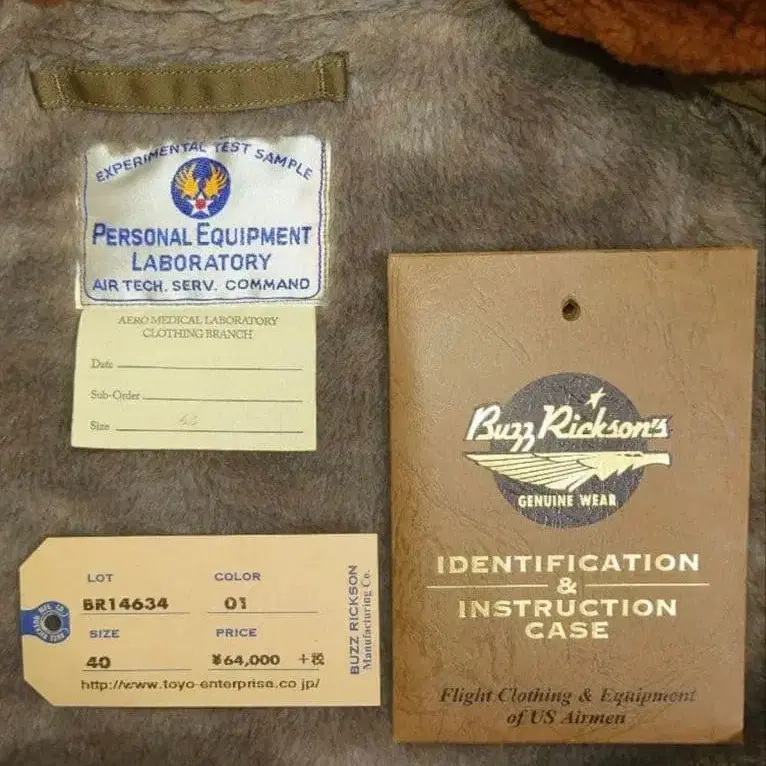 EXPERIMENTAL TEST SAMPLE
PERSONAL EQUIPMENT
LABORATORY
AIR TECH. SERV. COMMAND
AERO MEDICAL LABORATORY
CLOTHING BRANCH
Date
Sub-Order
Size 40
Buzz Rickson's
GENUINE WEAR
IDENTIFICATION
&
INSTRUCTION
CASE
Flight Clothing & Equipment
of US Airmen
LOT COLOR
BR14634 01
SIZE PRICE
40 ¥64,000 +税
http://www.toyo-enterprise.co.jp/
BUZZ RICKSON
Manufacturing Co.